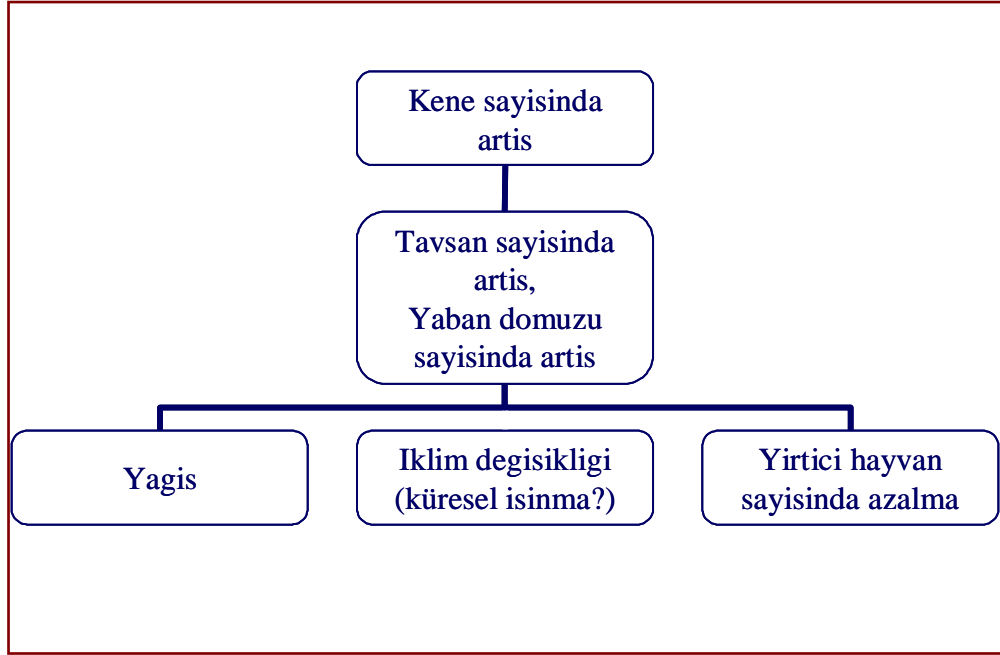 Kene sayisinda
artis
Tavsan sayisinda
artis,
Yaban domuzu
sayisinda artis
Yagis
Iklim degisikligi
(küresel isinma?)
Yirtici hayvan
sayisinda azalma